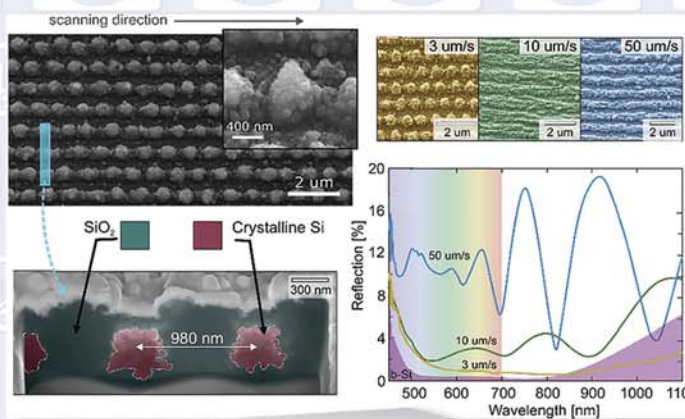 scanning direction
400 nm
2 um
3 um/s
10 um/s
50 um/s
2 um
2 um
2 um
SiO₂
Crystalline Si
300 nm
980 nm
Reflection [%]
20
16
12
8
4
0
50 um/s
10 um/s
3 um/s
b-Si
500
600
700
800
900
1000
Wavelength [nm]